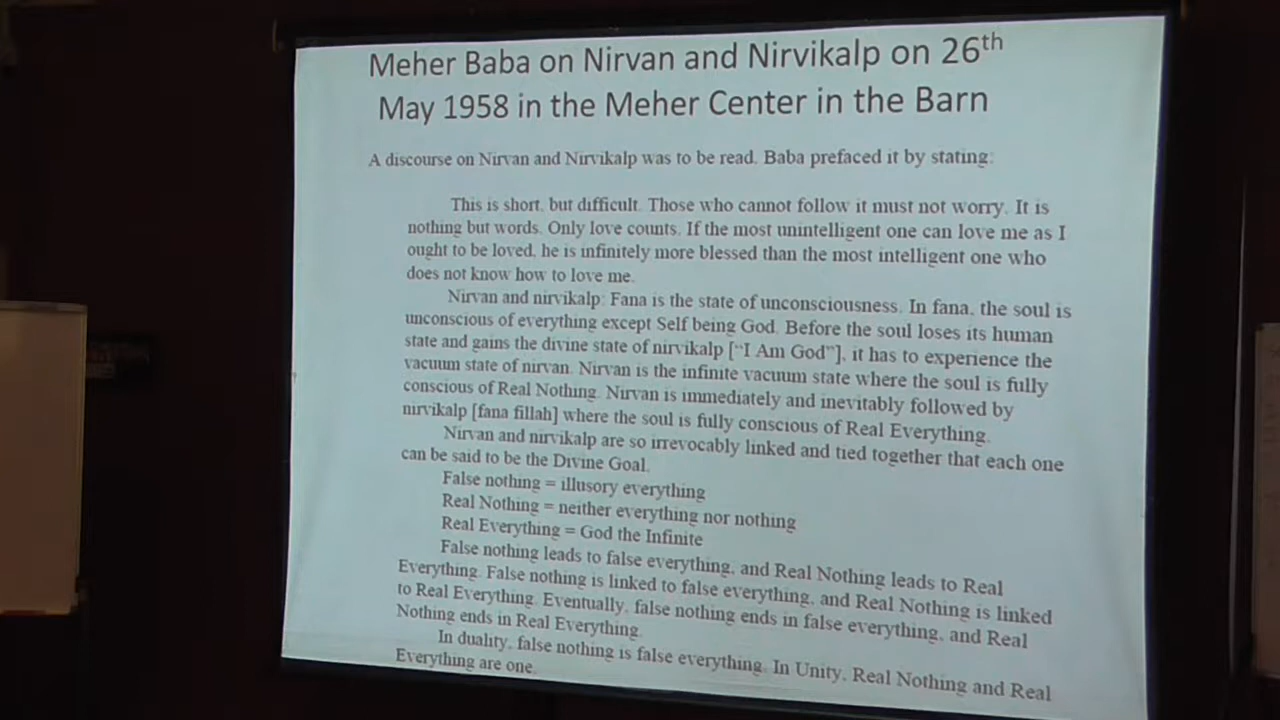 Meher Baba on Nirvan and Nirvikalp on 26th
May 1958 in the Meher Center in the Barn
A discourse on Nirvan and Nirvikalp was to be read. Baba prefaced it by stating:
This is short, but difficult. Those who cannot follow it must not worry. It is
nothing but words. Only love counts. If the most unintelligent one can love me as I
ought to be loved, he is infinitely more blessed than the most intelligent one who
does not know how to love me.
Nirvan and nirvikalp: Fana is the state of unconsciousness. In fana, the soul is
unconscious of everything except Self being God. Before the soul loses its human
state and gains the divine state of nirvikalp ["I Am God"], it has to experience the
vacuum state of nirvan. Nirvan is the infinite vacuum state where the soul is fully
conscious of Real Nothing. Nirvan is immediately and inevitably followed by
nirvikalp [fana fillah] where the soul is fully conscious of Real Everything.
Nirvan and nirvikalp are so irrevocably linked and tied together that each one
can be said to be the Divine Goal.
False nothing = illusory everything
Real Nothing = neither everything nor nothing
Real Everything = God the Infinite
False nothing leads to false everything, and Real Nothing leads to Real
Everything. False nothing is linked to false everything, and Real Nothing is linked
to Real Everything. Eventually, false nothing ends in false everything, and Real
Nothing ends in Real Everything.
In duality, false nothing is false everything. In Unity, Real Nothing and Real
Everything are one.